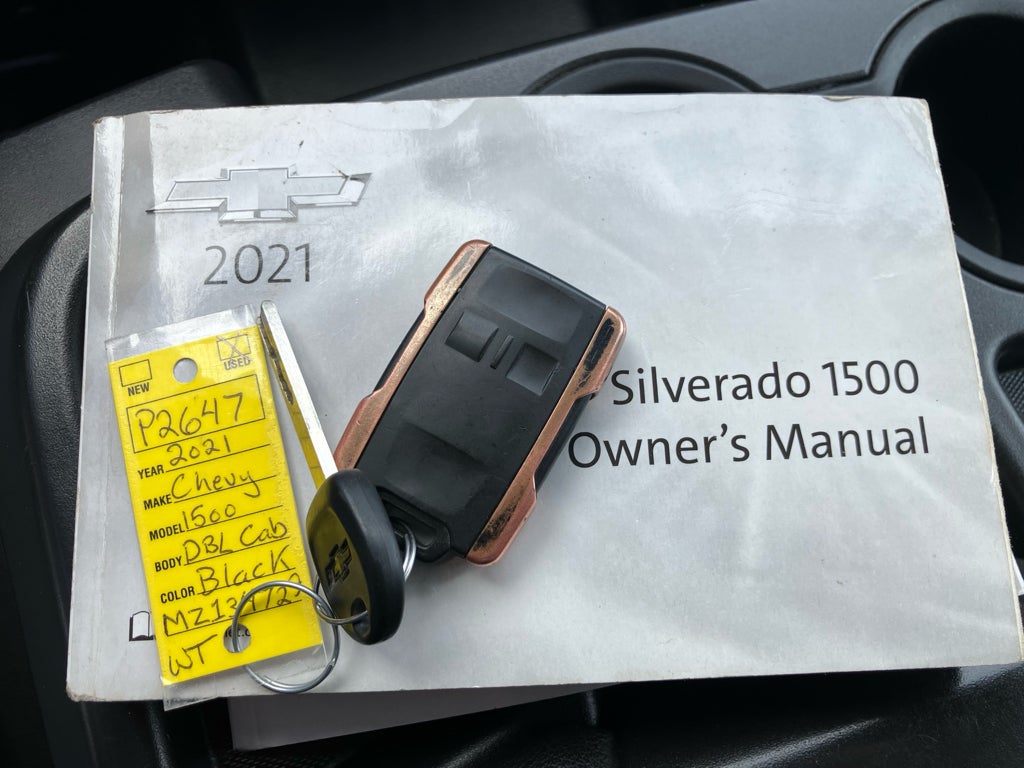 2021
Silverado 1500
Owner's Manual
NEW
USED
P2647
YEAR 2021
MAKE Chevy
MODEL 1500
BODY DBL Cab
COLOR Black
WT